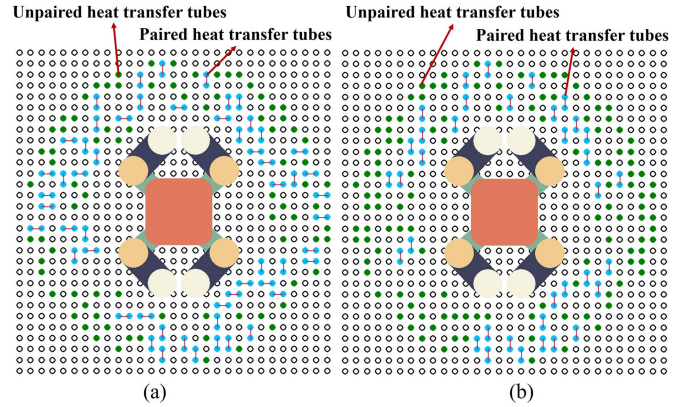 Unpaired heat transfer tubes
Paired heat transfer tubes
Unpaired heat transfer tubes
Paired heat transfer tubes
(a)
(b)